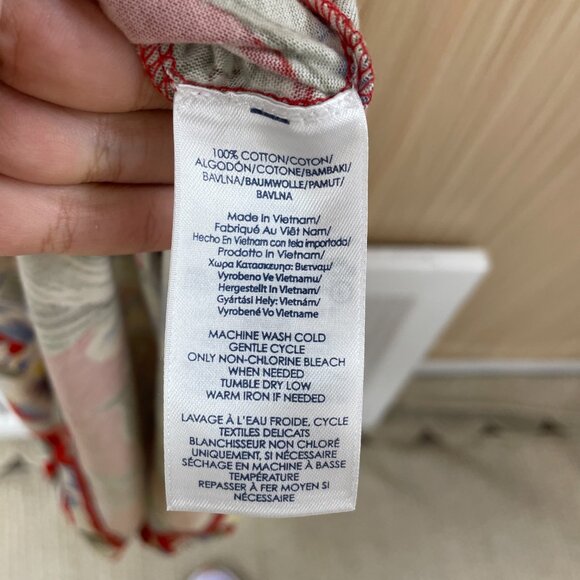 100% COTTON/COTON/
ALGODÓN/COTONE/BAMBAKI/
BAVLNA/BAUMWOLLE/PAMUT/
BAVLNA
Made in Vietnam/
Fabriqué Au Viêt Nam/
Hecho En Vietnam con tela importada/
Prodotto in Vietnam/
Χωρα Κατασκευησ: Βιετναμ/
Vyrobeno Ve Vietnamu/
Hergestellt In Vietnam/
Gyártási Hely: Vietnám/
Vyrobené Vo Vietname
MACHINE WASH COLD
GENTLE CYCLE
ONLY NON-CHLORINE BLEACH
WHEN NEEDED
TUMBLE DRY LOW
WARM IRON IF NEEDED
LAVAGE À L'EAU FROIDE, CYCLE
TEXTILES DELICATS
BLANCHISSEUR NON CHLORÉ
UNIQUEMENT, SI NÉCESSAIRE
SÉCHAGE EN MACHINE À BASSE
TEMPÉRATURE
REPASSER À FER MOYEN SI
NÉCESSAIRE